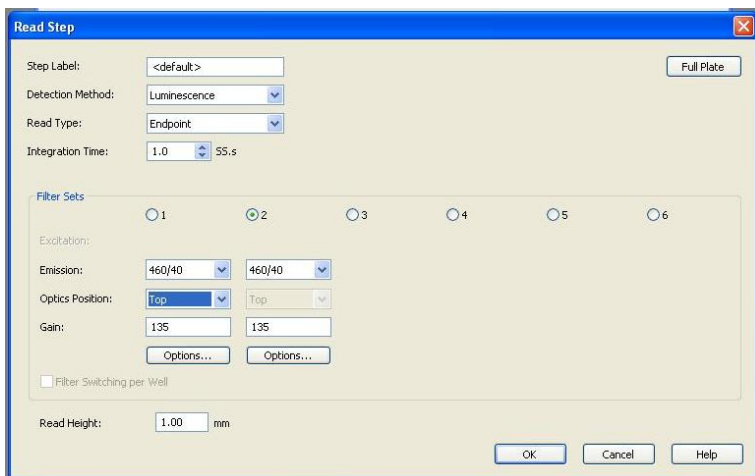 Read Step
Step Label: <default> Full Plate
Detection Method: Luminescence
Read Type: Endpoint
Integration Time: 1.0 SS.s
Filter Sets
1 2 3 4 5 6
Excitation:
Emission: 460/40 460/40
Optics Position: Top Top
Gain: 135 135
Options... Options...
Filter Switching per Well
Read Height: 1.00 mm
OK Cancel Help